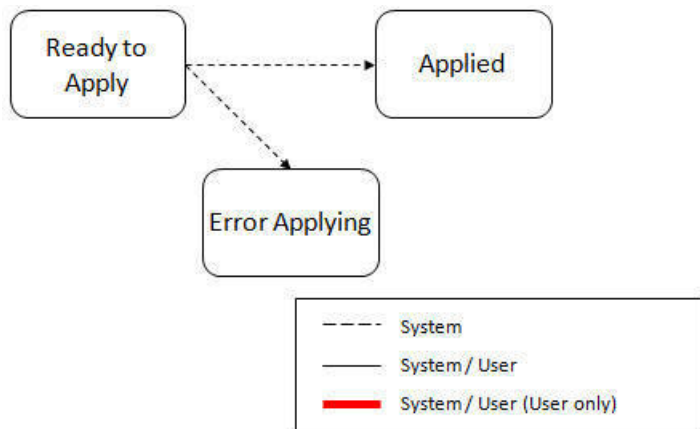 Ready to
Apply
Applied
Error Applying
System
System / User
System / User (User only)